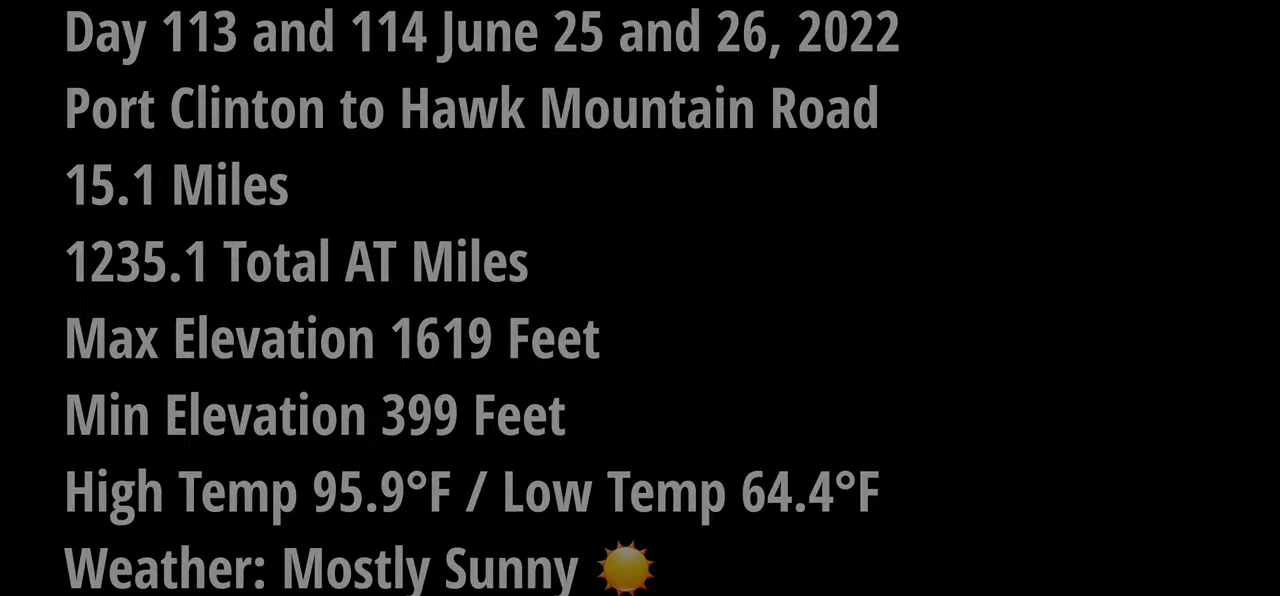 Day 113 and 114 June 25 and 26, 2022
Port Clinton to Hawk Mountain Road
15.1 Miles
1235.1 Total AT Miles
Max Elevation 1619 Feet
Min Elevation 399 Feet
High Temp 95.9°F / Low Temp 64.4°F
Weather: Mostly Sunny ☀️